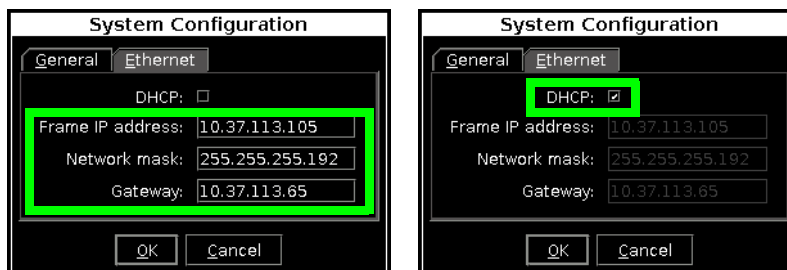 System Configuration
General Ethernet
DHCP:
Frame IP address: 10.37.113.105
Network mask: 255.255.255.192
Gateway: 10.37.113.65
OK Cancel
System Configuration
General Ethernet
DHCP:
Frame IP address: 10.37.113.105
Network mask: 255.255.255.192
Gateway: 10.37.113.65
OK Cancel